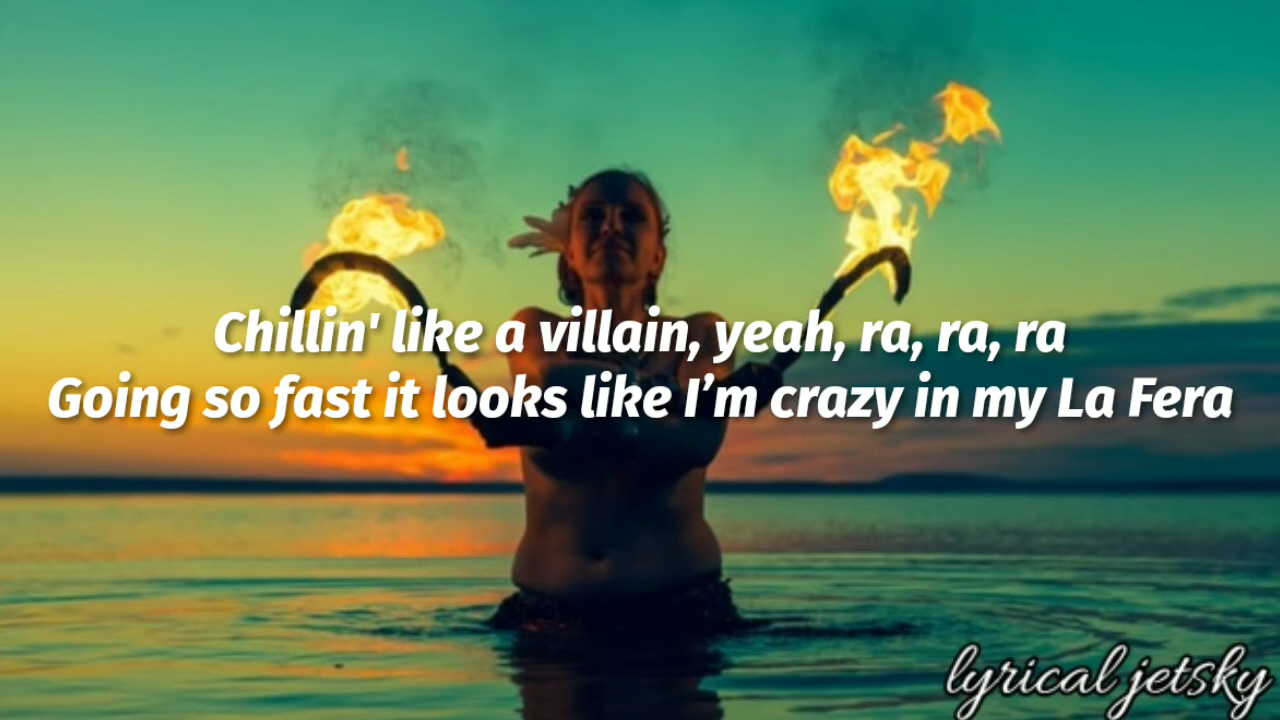 Chillin' like a villain, yeah, ra, ra, ra
Going so fast it looks like I’m crazy in my La Fera
lyrical jetsky